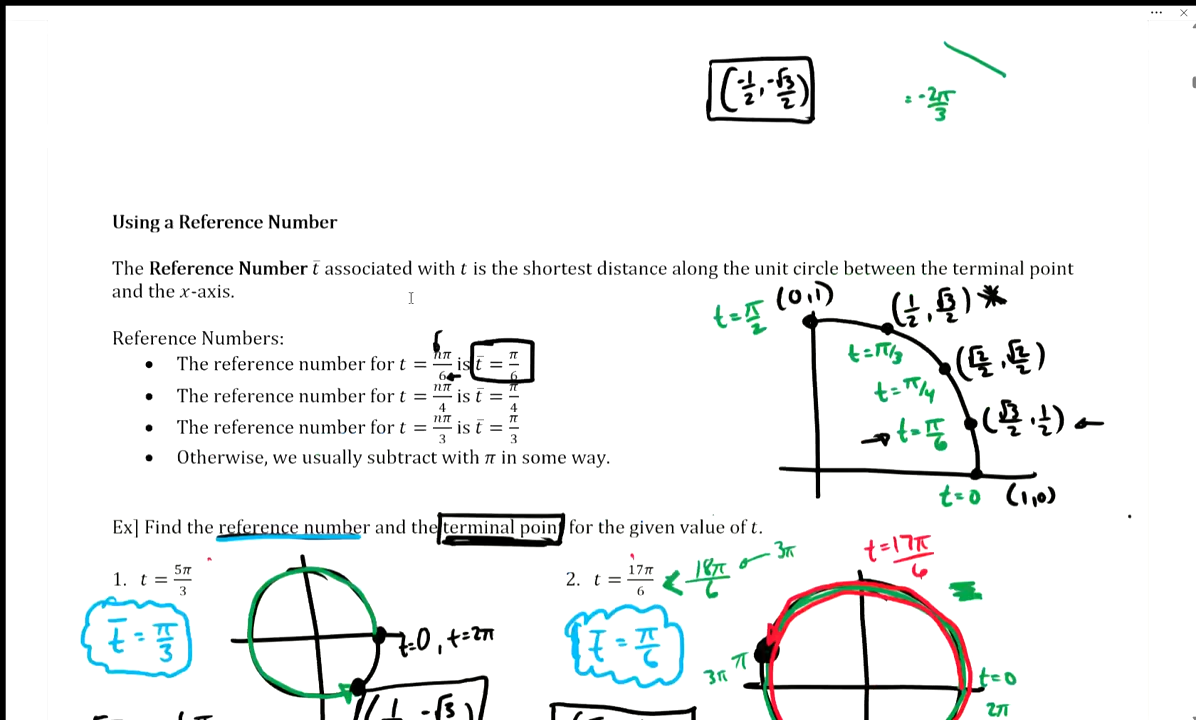 (-1/2, -√3/2)
= -2π/3
Using a Reference Number
The Reference Number t̄ associated with t is the shortest distance along the unit circle between the terminal point
and the x-axis.
t = π/2 (0,1) (1/2, √3/2) *
Reference Numbers:
• The reference number for t = nπ/6 is t̄ = π/6
• The reference number for t = nπ/4 is t̄ = π/4
• The reference number for t = nπ/3 is t̄ = π/3
• Otherwise, we usually subtract with π in some way.
t = π/3
(√2/2, √2/2)
t = π/4
→ t = π/6 (√3/2, 1/2) ←
t = 0 (1,0)
Ex] Find the reference number and the terminal point for the given value of t.
1. t = 5π/3
t̄ = π/3
t=0, t=2π
2. t = 17π/6 < 18π/6 ← 3π
t = 17π/6
t̄ = π/6
3π π
t=0
2π